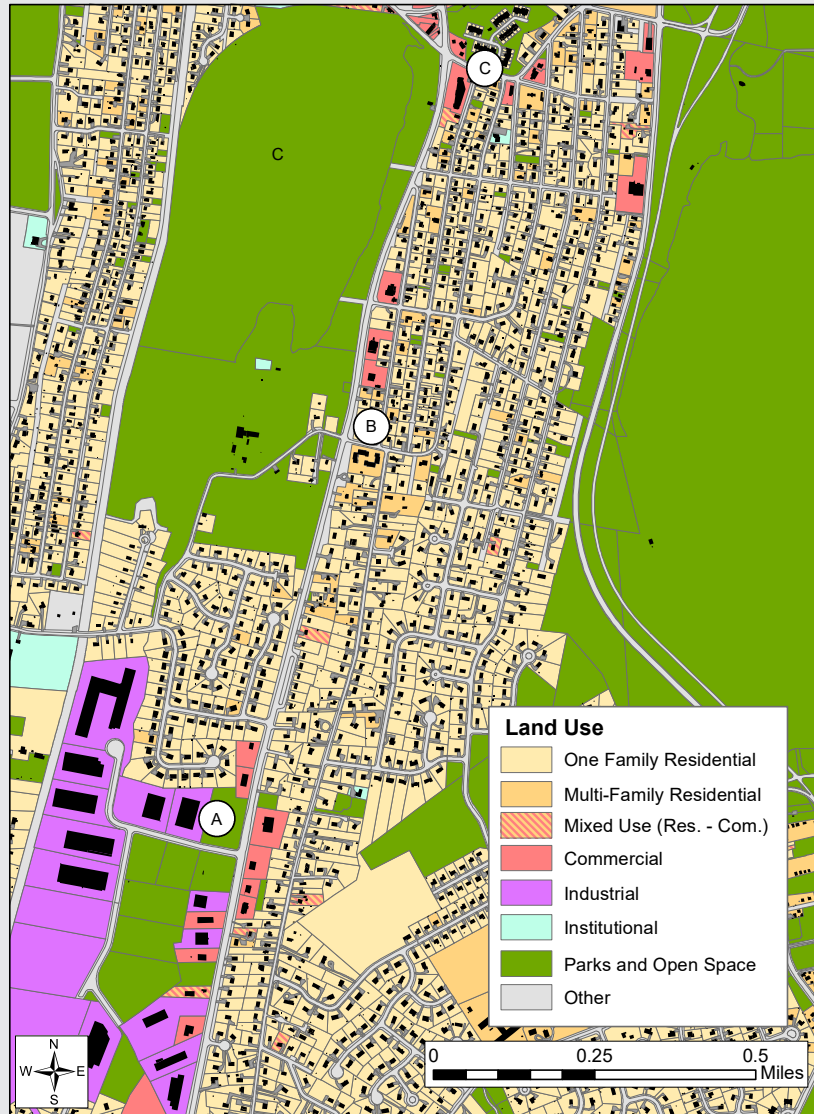 C
C
B
A
Land Use
One Family Residential
Multi-Family Residential
Mixed Use (Res. - Com.)
Commercial
Industrial
Institutional
Parks and Open Space
Other
N
W E
S
0 0.25 0.5
Miles